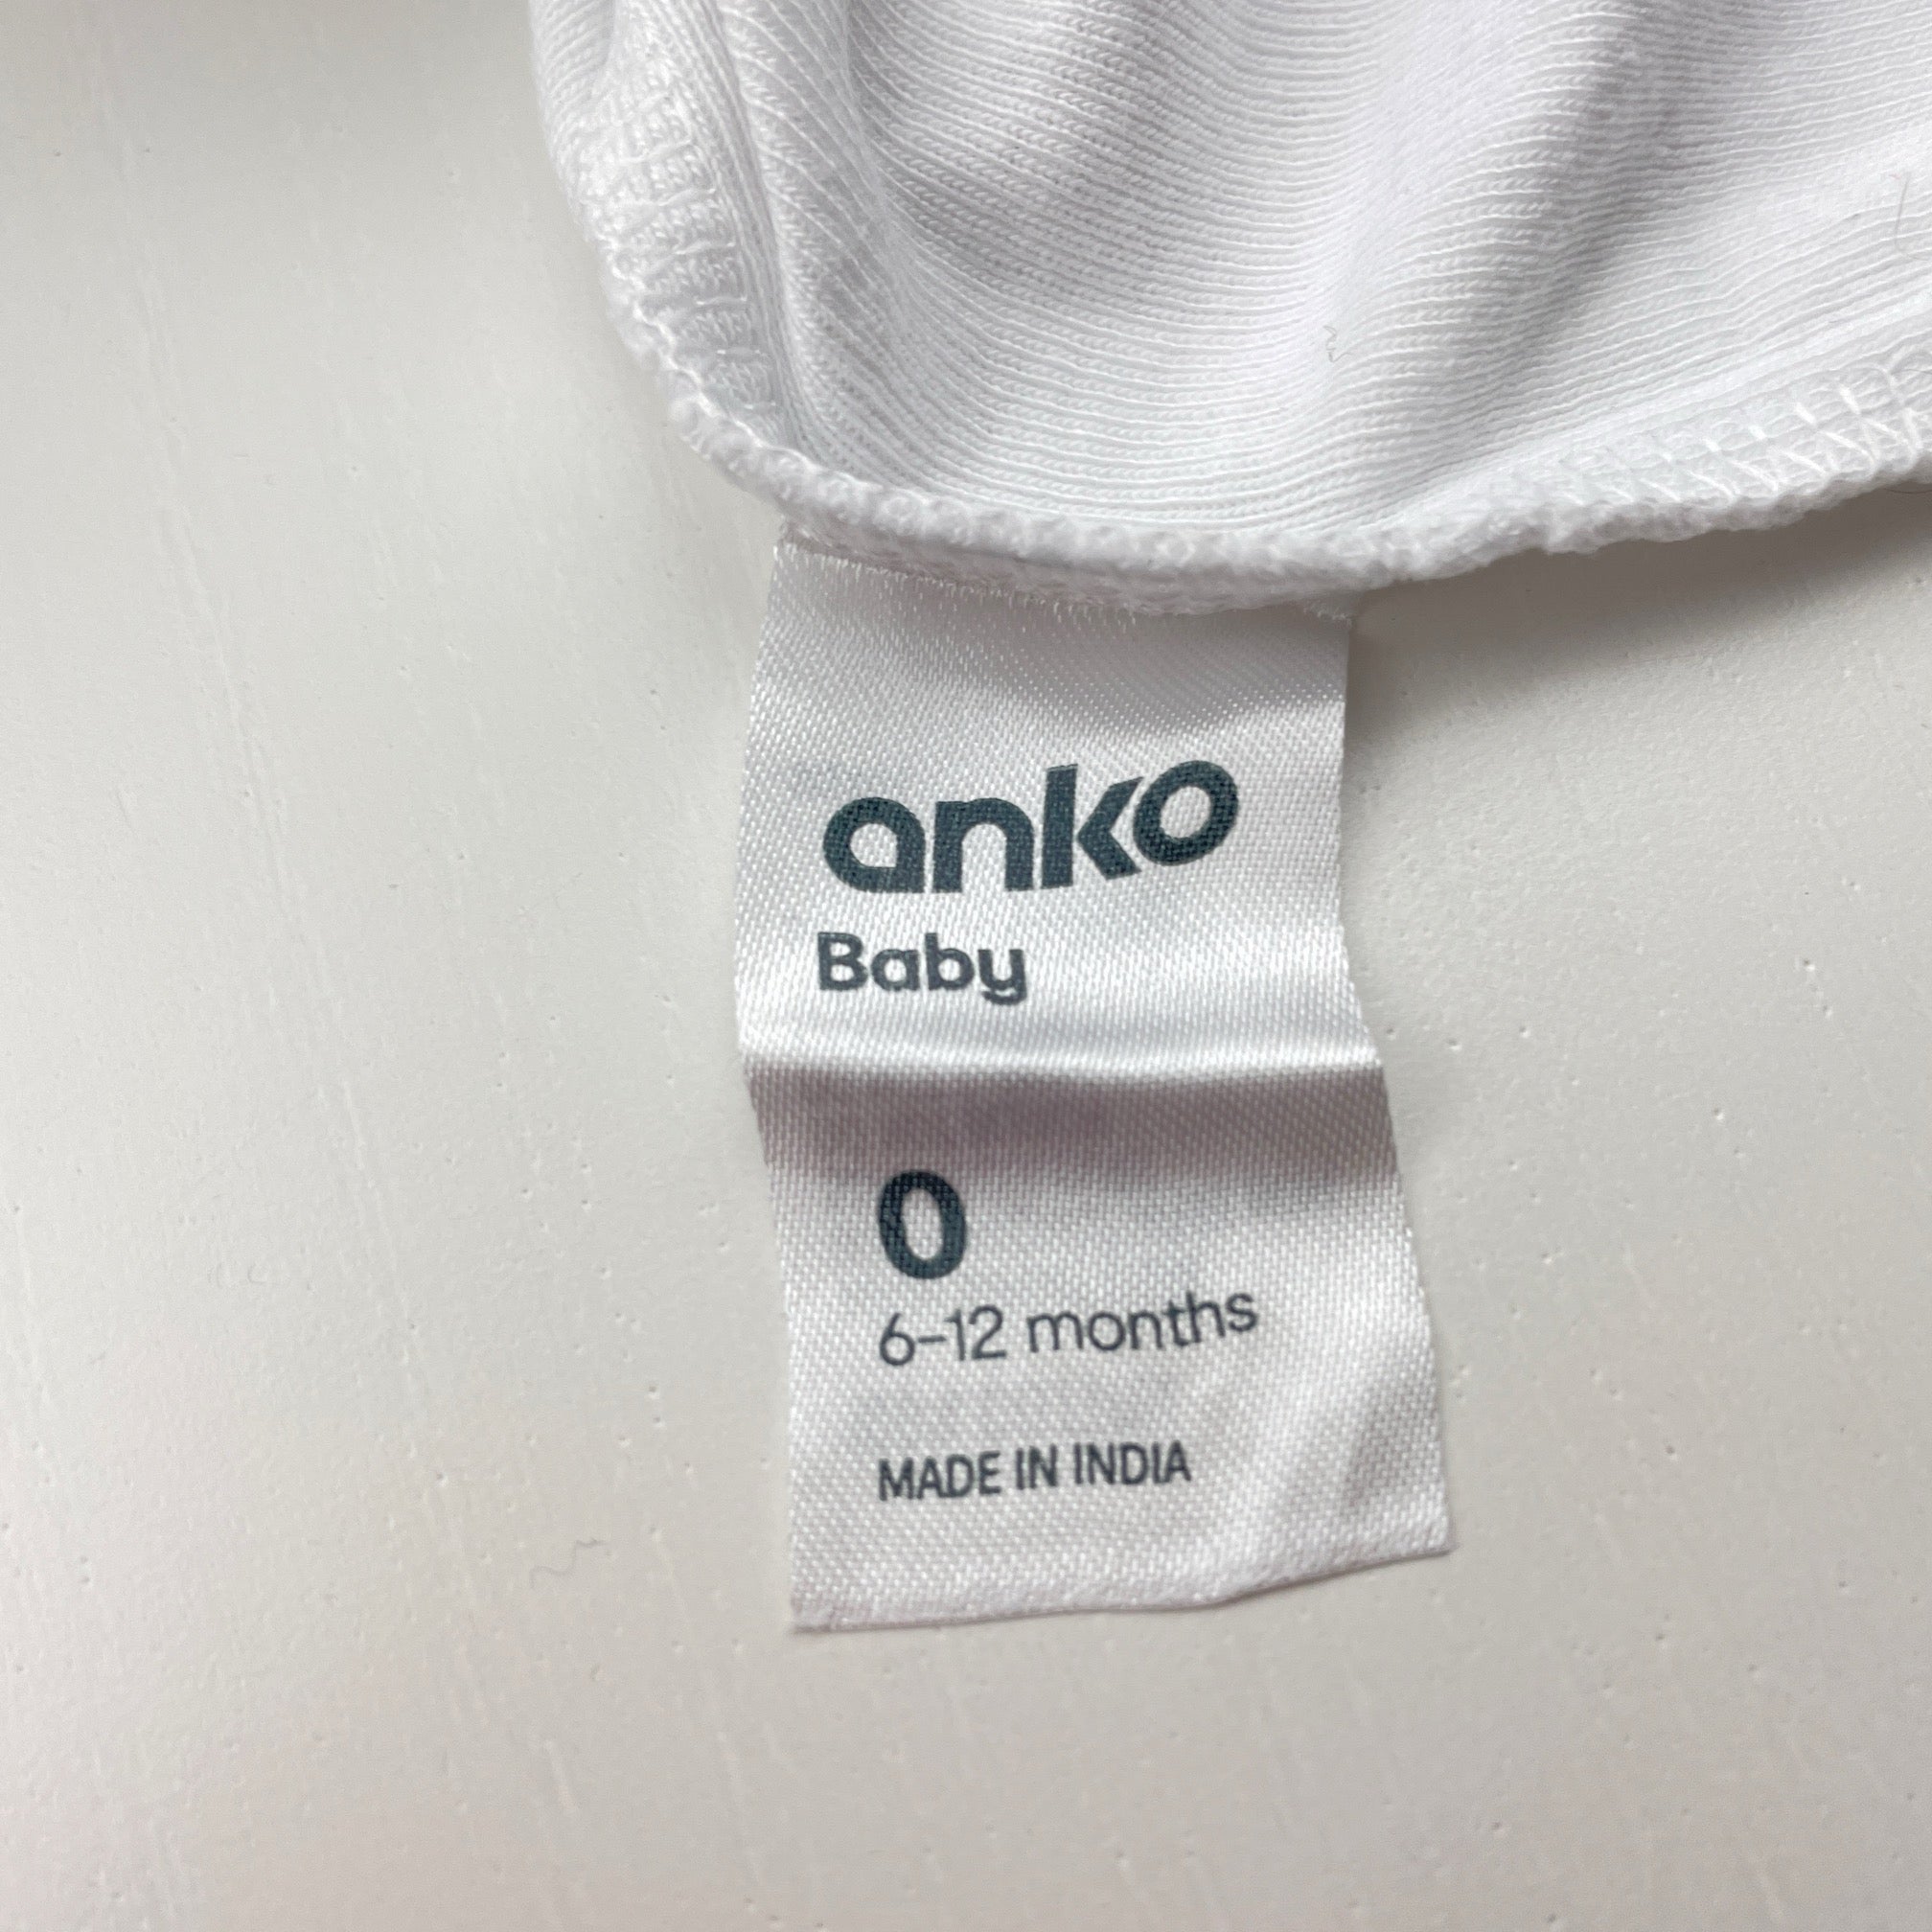 anko
Baby
0
6-12 months
MADE IN INDIA